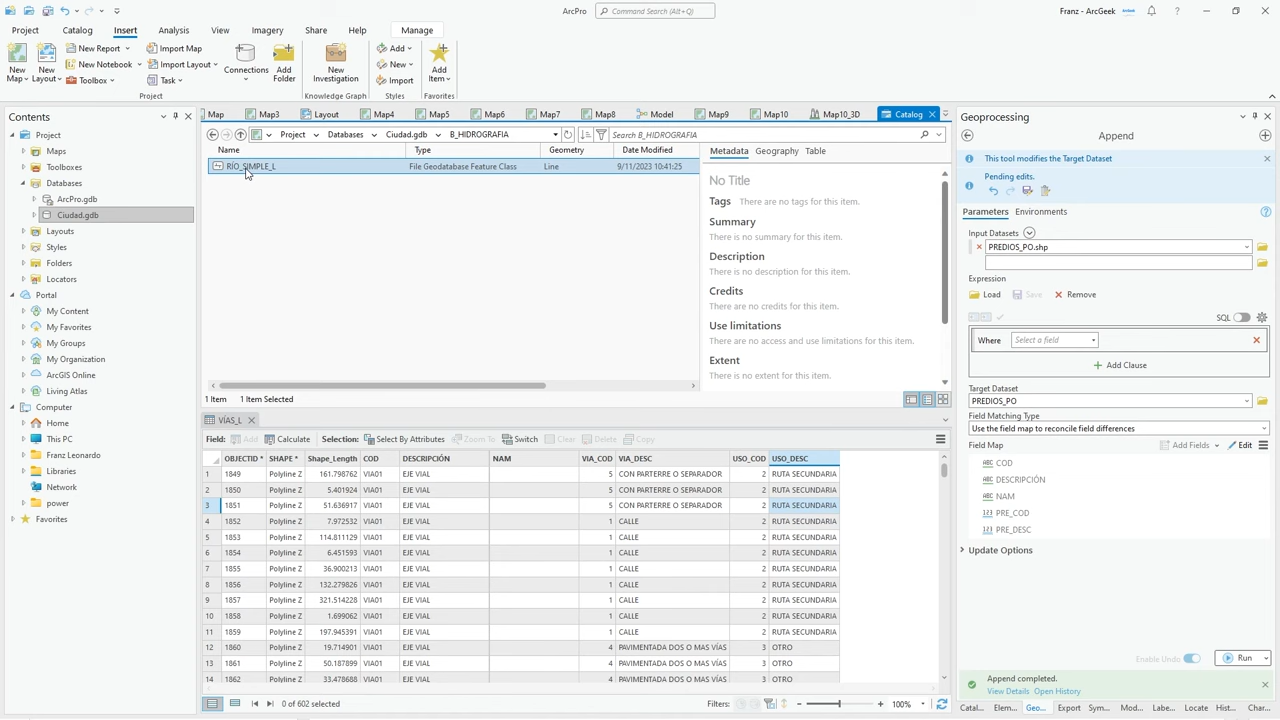 ArcPro
Command Search (Alt+Q)
Franz - ArcGeek
Project Catalog Insert Analysis View Imagery Share Help Manage
New Map
New Layout
New Report
New Notebook
Toolbox
Import Map
Import Layout
Task
Connections
Add Folder
New Investigation
Add
New
Import
Add Item
Project
Knowledge Graph
Styles
Favorites
Contents
Project
Maps
Toolboxes
Databases
ArcPro.gdb
Ciudad.gdb
Layouts
Styles
Folders
Locators
Portal
My Content
My Favorites
My Groups
My Organization
ArcGIS Online
Living Atlas
Computer
Home
This PC
Franz Leonardo
Libraries
Network
power
Favorites
Map Map3 Layout Map4 Map5 Map6 Map7 Map8 Model Map9 Map10 Map10_3D Catalog
Project Databases Ciudad.gdb B_HIDROGRAFIA
Search B_HIDROGRAFIA
Name Type Geometry Date Modified
RÍO_SIMPLE_L File Geodatabase Feature Class Line 9/11/2023 10:41:25
1 Item 1 Item Selected
Metadata Geography Table
No Title
Tags There are no tags for this item.
Summary
There is no summary for this item.
Description
There is no description for this item.
Credits
There are no credits for this item.
Use limitations
There are no access and use limitations for this item.
Extent
There is no extent for this item.
VÍAS_L
Field: Add Calculate Selection: Select By Attributes Zoom To Switch Clear Delete Copy
OBJECTID * SHAPE * Shape_Length COD DESCRIPCIÓN NAM VIA_COD VIA_DESC USO_COD USO_DESC
1 1849 Polyline Z 161.798762 VIA01 EJE VIAL 5 CON PARTERRE O SEPARADOR 2 RUTA SECUNDARIA
2 1850 Polyline Z 5.401924 VIA01 EJE VIAL 5 CON PARTERRE O SEPARADOR 2 RUTA SECUNDARIA
3 1851 Polyline Z 51.636917 VIA01 EJE VIAL 5 CON PARTERRE O SEPARADOR 2 RUTA SECUNDARIA
4 1852 Polyline Z 7.972532 VIA01 EJE VIAL 1 CALLE 2 RUTA SECUNDARIA
5 1853 Polyline Z 114.811129 VIA01 EJE VIAL 1 CALLE 2 RUTA SECUNDARIA
6 1854 Polyline Z 6.451593 VIA01 EJE VIAL 1 CALLE 2 RUTA SECUNDARIA
7 1855 Polyline Z 36.900213 VIA01 EJE VIAL 1 CALLE 2 RUTA SECUNDARIA
8 1856 Polyline Z 132.279826 VIA01 EJE VIAL 1 CALLE 2 RUTA SECUNDARIA
9 1857 Polyline Z 321.514228 VIA01 EJE VIAL 1 CALLE 2 RUTA SECUNDARIA
10 1858 Polyline Z 1.699062 VIA01 EJE VIAL 1 CALLE 2 RUTA SECUNDARIA
11 1859 Polyline Z 197.945391 VIA01 EJE VIAL 1 CALLE 2 RUTA SECUNDARIA
12 1860 Polyline Z 19.714901 VIA01 EJE VIAL 4 PAVIMENTADA DOS O MAS VÍAS 3 OTRO
13 1861 Polyline Z 50.187899 VIA01 EJE VIAL 4 PAVIMENTADA DOS O MAS VÍAS 3 OTRO
14 1862 Polyline Z 33.478688 VIA01 EJE VIAL 4 PAVIMENTADA DOS O MAS VÍAS 3 OTRO
0 of 602 selected
Filters: 100%
Geoprocessing
Append
This tool modifies the Target Dataset
Pending edits.
Parameters Environments
Input Datasets
PREDIOS_PO.shp
Expression
Load Save Remove
SQL
Where Select a field
Add Clause
Target Dataset
PREDIOS_PO
Field Matching Type
Use the field map to reconcile field differences
Field Map Add Fields Edit
ABC COD
ABC DESCRIPCIÓN
ABC NAM
123 PRE_COD
123 PRE_DESC
Update Options
Enable Undo Run
Append completed.
View Details Open History
Catal... Elem... Geo... Export Sym... Mod... Labe... Locate Hist... Char...